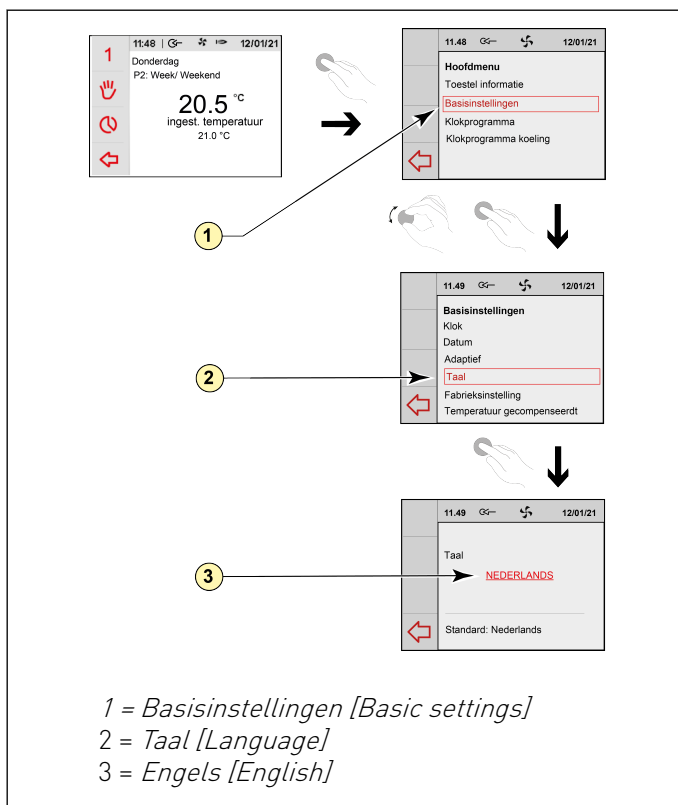 11:48 12/01/21
1
Donderdag
P2: Week/ Weekend
20.5 °C
ingest. temperatuur
21.0 °C
11.48 12/01/21
Hoofdmenu
Toestel informatie
Basisinstellingen
Klokprogramma
Klokprogramma koeling
1
11.49 12/01/21
Basisinstellingen
Klok
Datum
Adaptief
Taal
Fabrieksinstelling
Temperatuur gecompenseerdt
2
11.49 12/01/21
Taal
NEDERLANDS
Standard: Nederlands
3
1 = Basisinstellingen [Basic settings]
2 = Taal [Language]
3 = Engels [English]